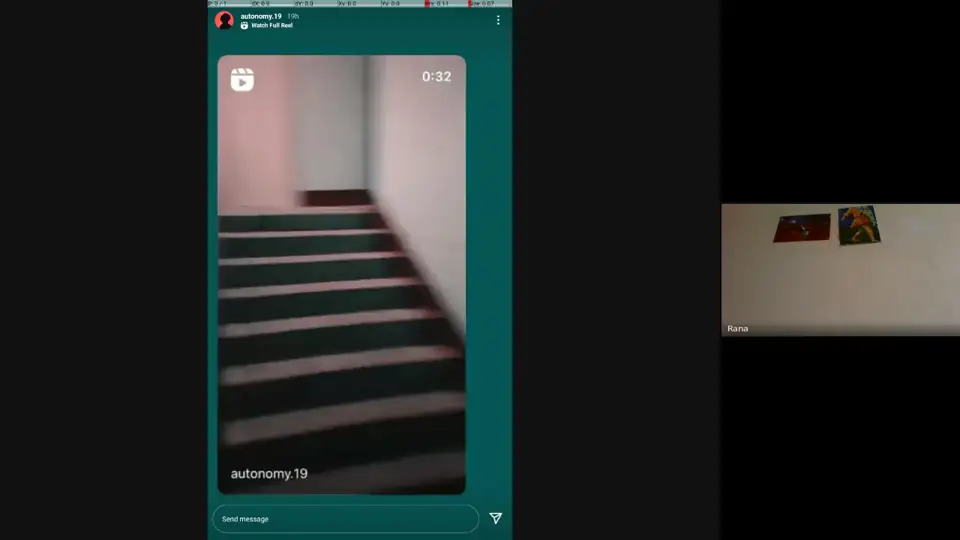 autonomy.19 19h
Watch Full Reel
0:32
autonomy.19
Send message
Rana